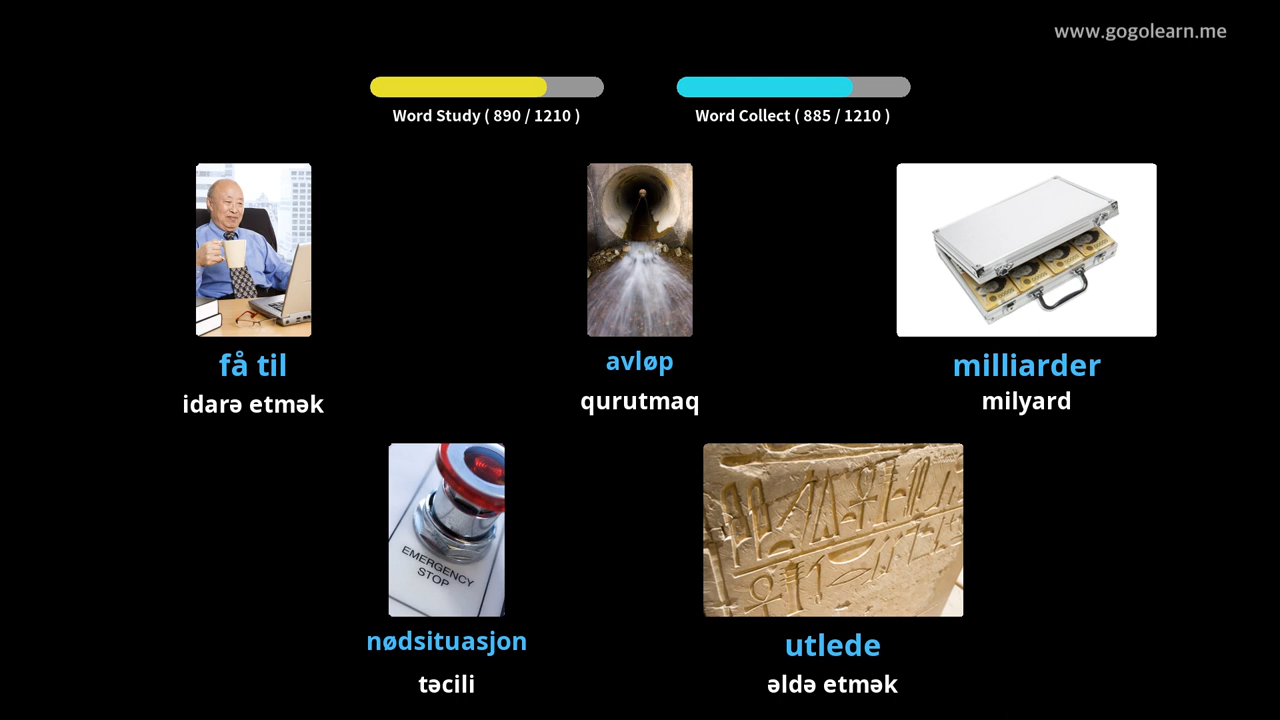 www.gogolearn.me
Word Study ( 890 / 1210 )
Word Collect ( 885 / 1210 )
få til
idarə etmək
avløp
qurutmaq
milliarder
milyard
EMERGENCY
STOP
nødsituasjon
təcili
utlede
əldə etmək